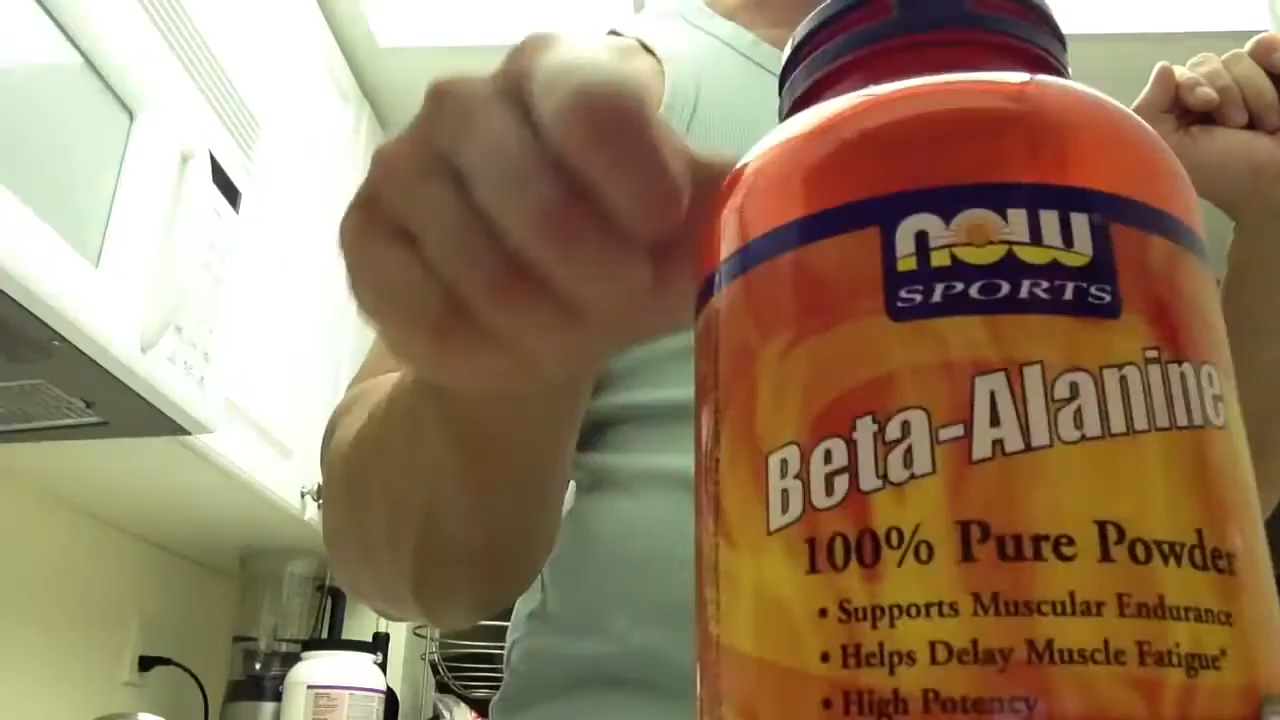 NOW
SPORTS
Beta-Alanine
100% Pure Powder
• Supports Muscular Endurance
• Helps Delay Muscle Fatigue*
• High Potency